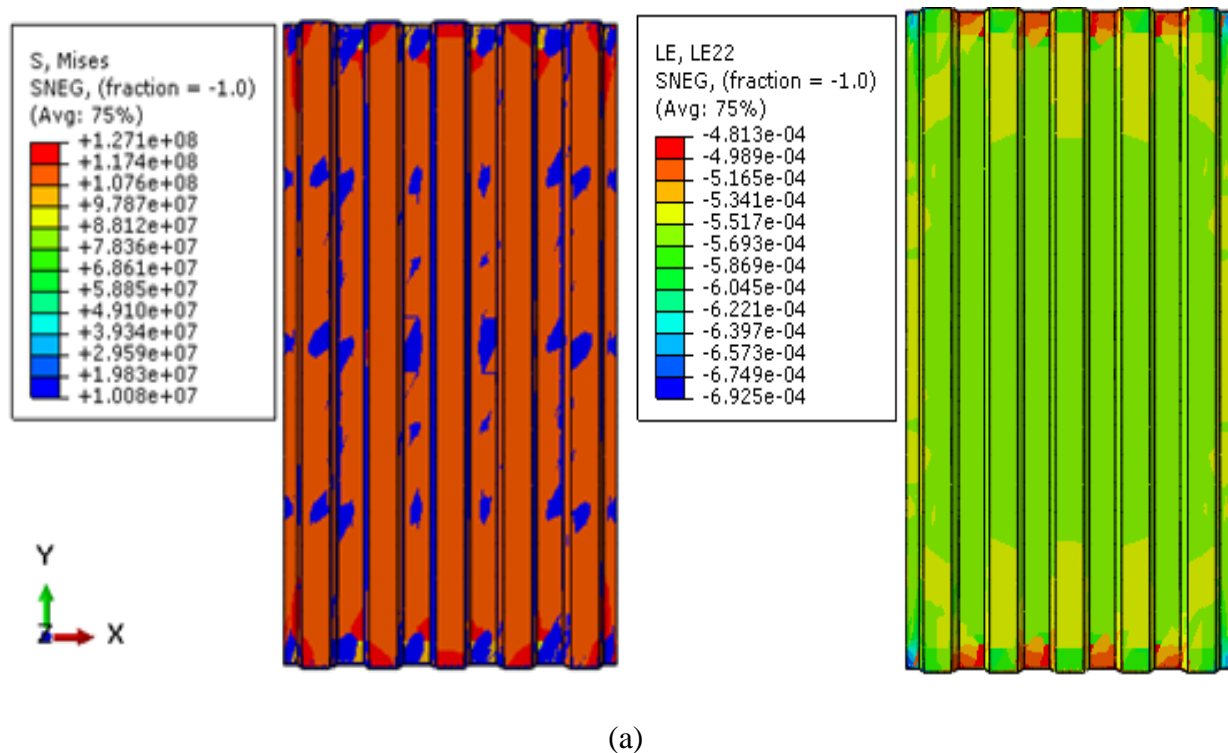 S, Mises
SNEG, (fraction = -1.0)
(Avg: 75%)
+1.271e+08
+1.174e+08
+1.076e+08
+9.787e+07
+8.812e+07
+7.836e+07
+6.861e+07
+5.885e+07
+4.910e+07
+3.934e+07
+2.959e+07
+1.983e+07
+1.008e+07
LE, LE22
SNEG, (fraction = -1.0)
(Avg: 75%)
-4.813e-04
-4.989e-04
-5.165e-04
-5.341e-04
-5.517e-04
-5.693e-04
-5.869e-04
-6.045e-04
-6.221e-04
-6.397e-04
-6.573e-04
-6.749e-04
-6.925e-04
Y
Z
X
(a)